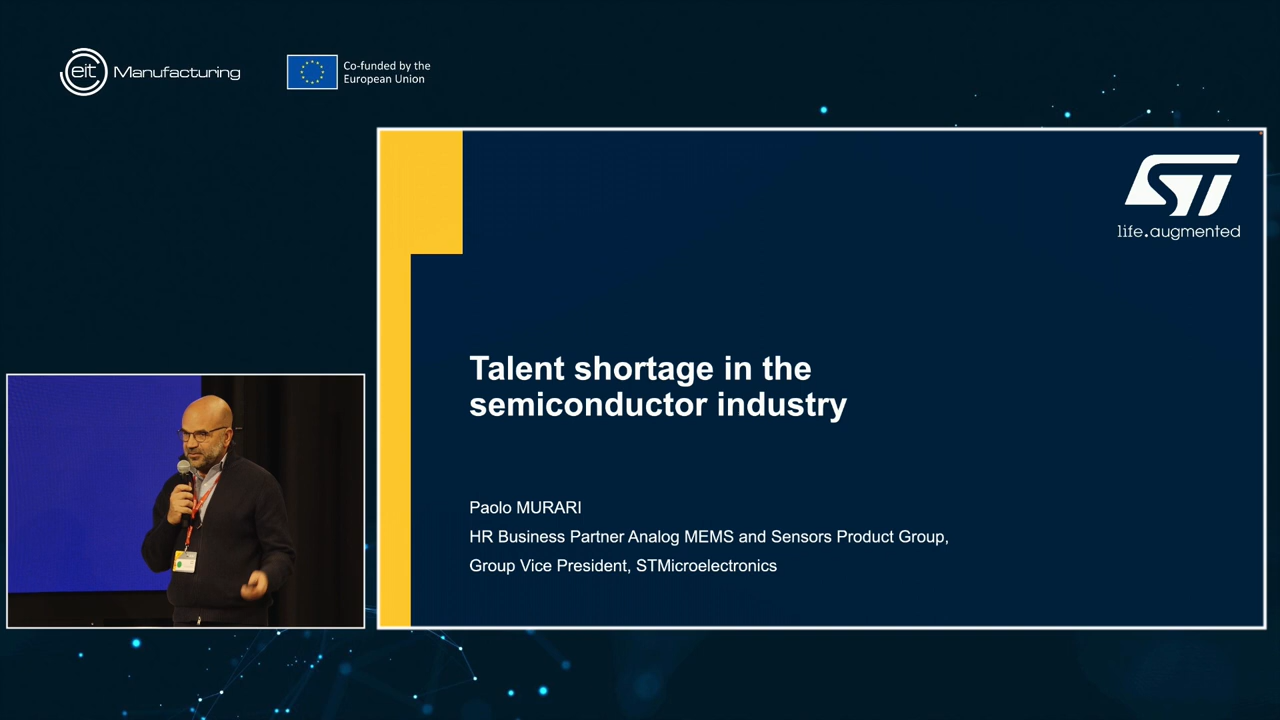 eit Manufacturing
Co-funded by the
European Union
ST
life.augmented
Talent shortage in the
semiconductor industry
Paolo MURARI
HR Business Partner Analog MEMS and Sensors Product Group,
Group Vice President, STMicroelectronics